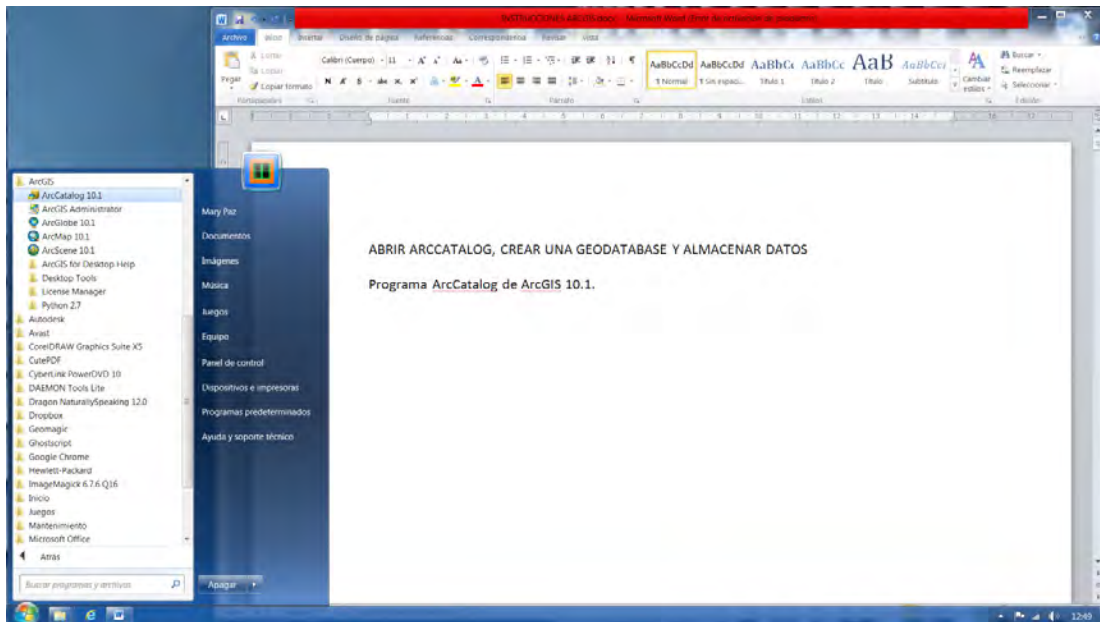 INSTRUCCIONES ARCGIS.docx - Microsoft Word (Error de activación de productos)
Archivo Inicio Insertar Diseño de página Referencias Correspondencia Revisar Vista
Cortar
Copiar
Pegar
Copiar formato
Calibri (Cuerpo) 11
N K S abc
AaBbCcDd AaBbCcDd AaBbCc AaBbCc AaB AaBbCcI
¶ Normal ¶ Sin espaci... Título 1 Título 2 Título Subtítulo
Cambiar estilos
Buscar
Reemplazar
Seleccionar
Portapapeles Fuente Párrafo Estilos Edición
ABRIR ARCCATALOG, CREAR UNA GEODATABASE Y ALMACENAR DATOS
Programa ArcCatalog de ArcGIS 10.1.
ArcGIS
ArcCatalog 10.1
ArcGIS Administrator
ArcGlobe 10.1
ArcMap 10.1
ArcScene 10.1
ArcGIS for Desktop Help
Desktop Tools
License Manager
Python 2.7
Autodesk
Avast
CorelDRAW Graphics Suite X5
CutePDF
CyberLink PowerDVD 10
DAEMON Tools Lite
Dragon NaturallySpeaking 12.0
Dropbox
Geomagic
Ghostscript
Google Chrome
Hewlett-Packard
ImageMagick 6.7.6 Q16
Inicio
Juegos
Mantenimiento
Microsoft Office
Atrás
Buscar programas y archivos
Mary Paz
Documentos
Imágenes
Música
Juegos
Equipo
Panel de control
Dispositivos e impresoras
Programas predeterminados
Ayuda y soporte técnico
Apagar
12:49